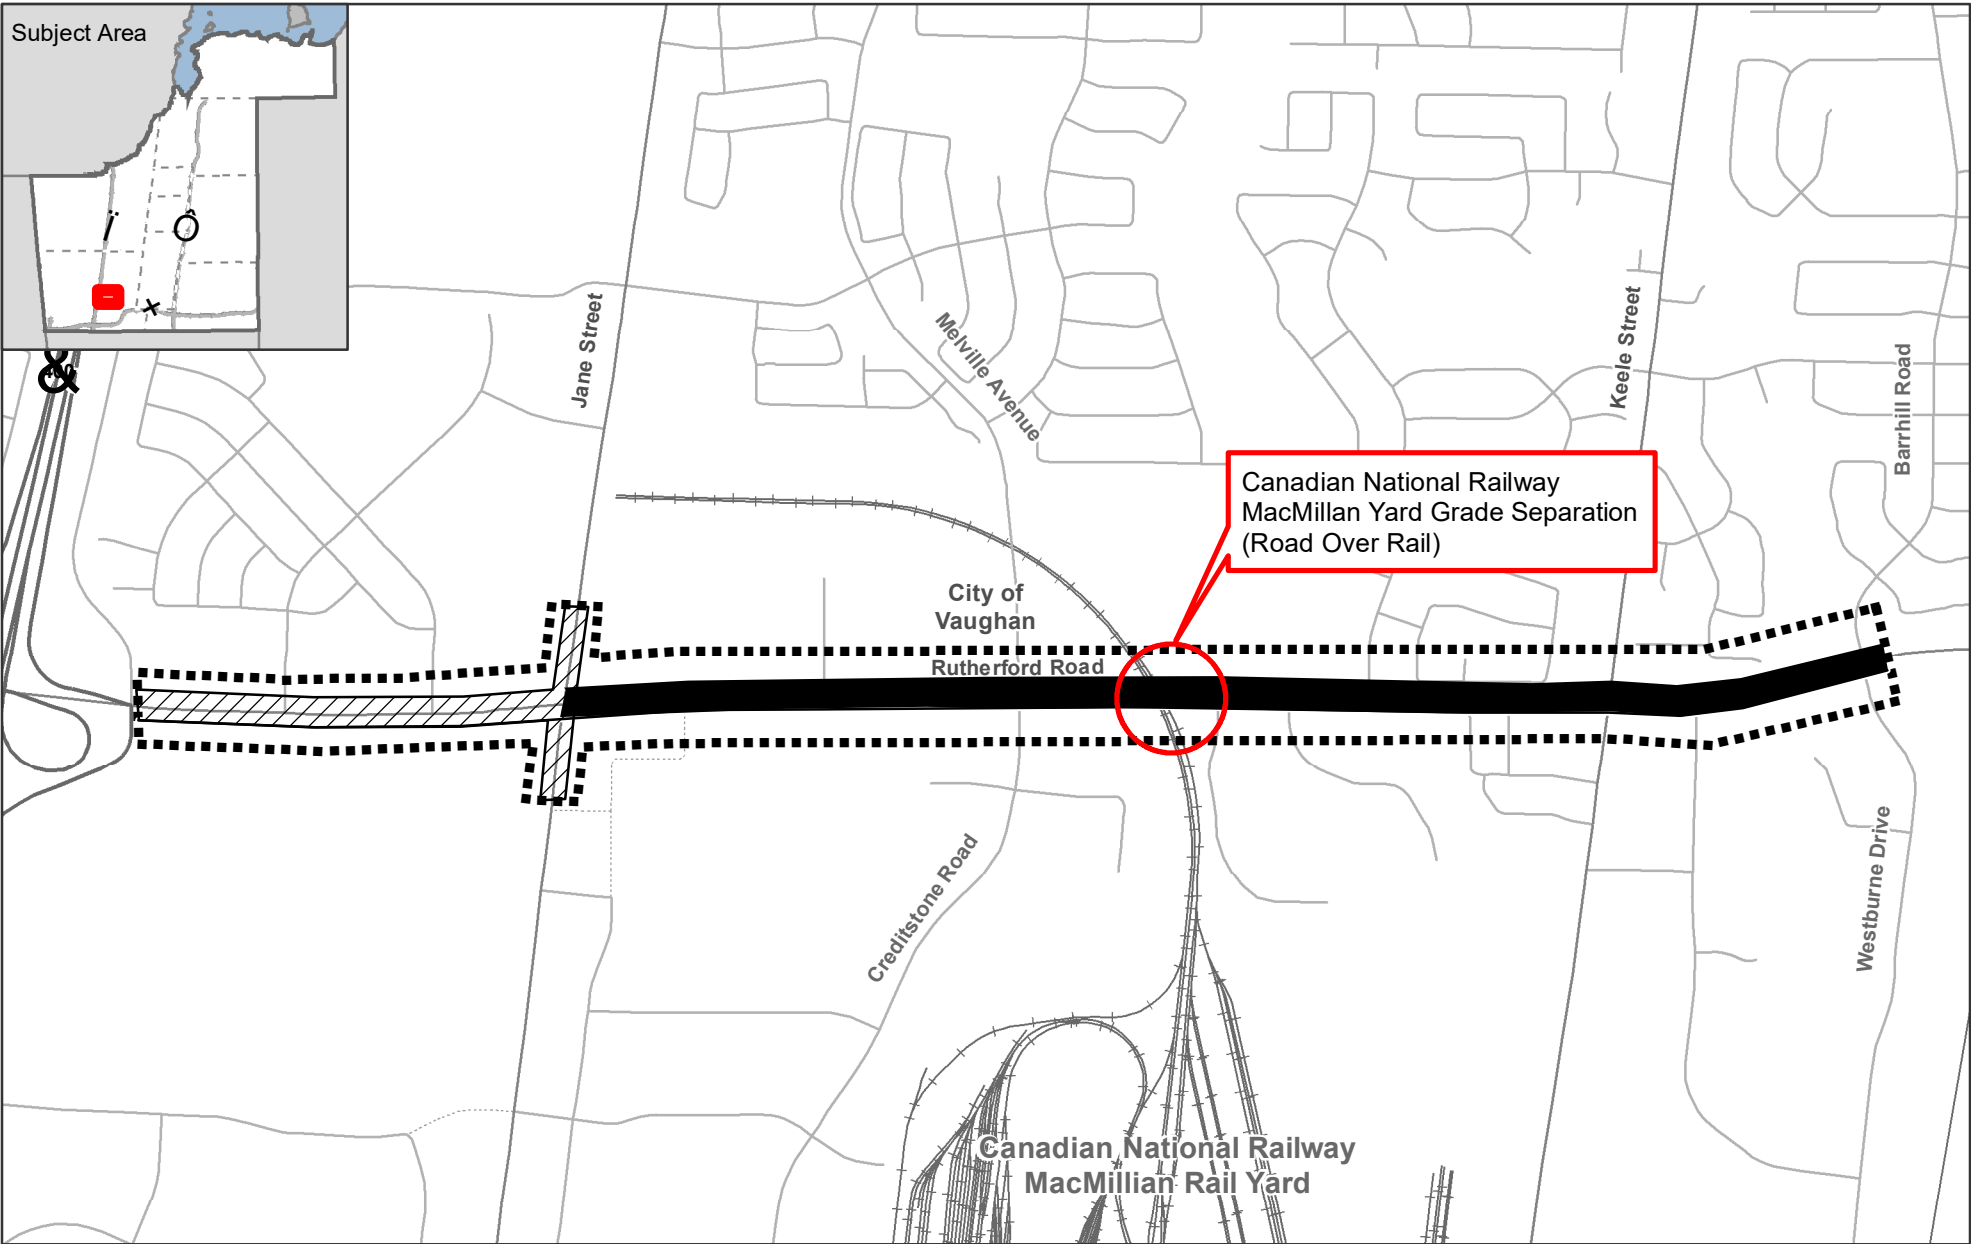 Subject Area
Jane Street
Melville Avenue
Keele Street
Barrhill Road
Canadian National Railway
MacMillan Yard Grade Separation
(Road Over Rail)
City of
Vaughan
Rutherford Road
Creditstone Road
Westburne Drive
Canadian National Railway
MacMillian Rail Yard